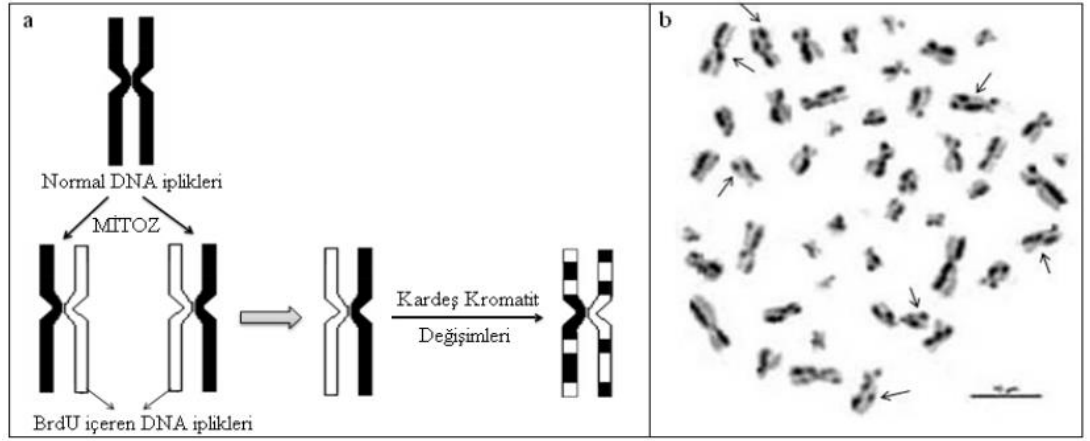 a
Normal DNA iplikleri
MİTOZ
Kardeş Kromatit
Değişimleri
BrdU içeren DNA iplikleri
b